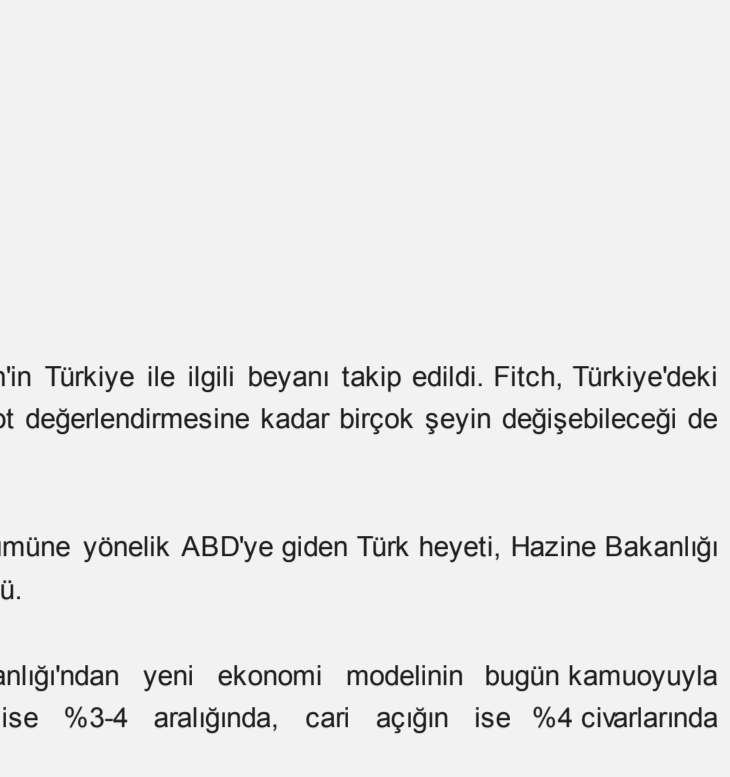 'in Türkiye ile ilgili beyanı takip edildi. Fitch, Türkiye'deki
değerlendirmesine kadar birçok şeyin değişebileceği de
yönelik ABD'ye giden Türk heyeti, Hazine Bakanlığı
ü.
anlığı'ndan yeni ekonomi modelinin bugün kamuoyuyla
ise %3-4 aralığında, cari açığın ise %4 civarlarında